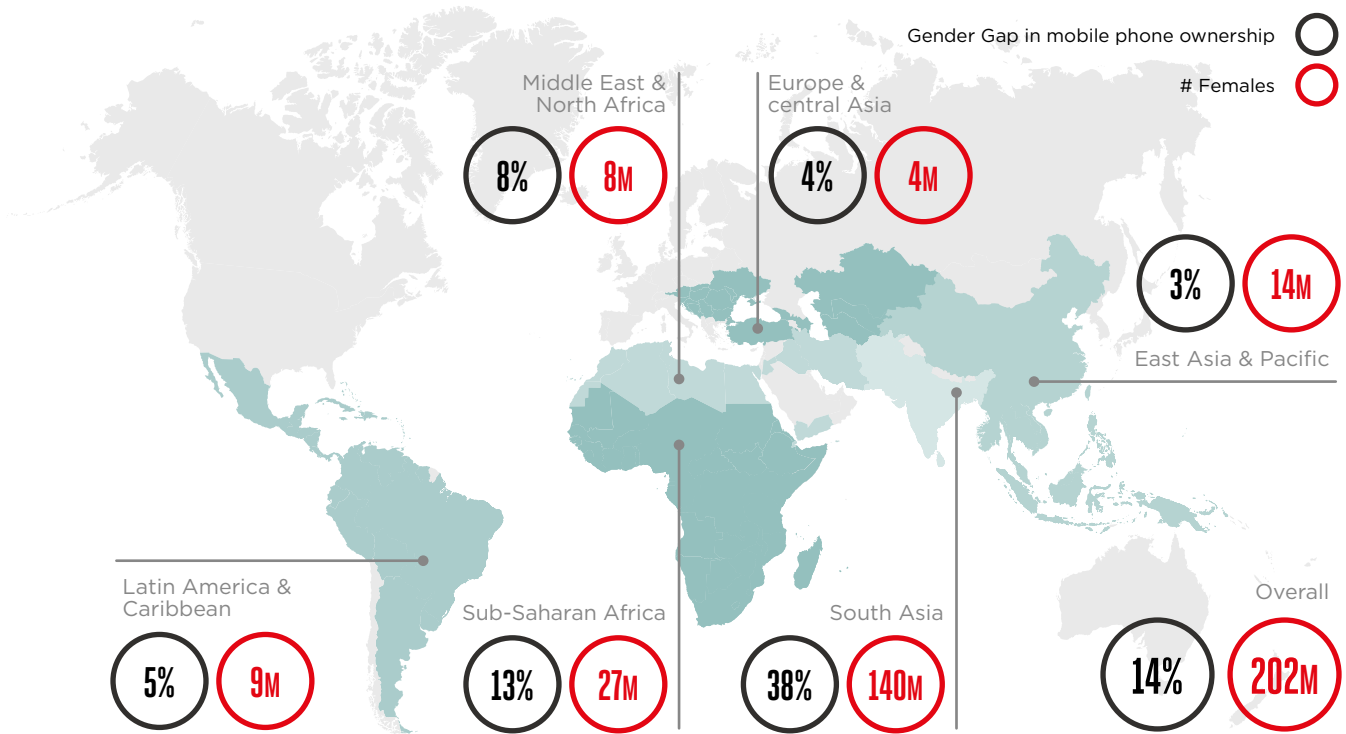 Gender Gap in mobile phone ownership
# Females
Middle East &
North Africa
8%
8M
Europe &
central Asia
4%
4M
3%
14M
East Asia & Pacific
Latin America &
Caribbean
5%
9M
Sub-Saharan Africa
13%
27M
South Asia
38%
140M
Overall
14%
202M